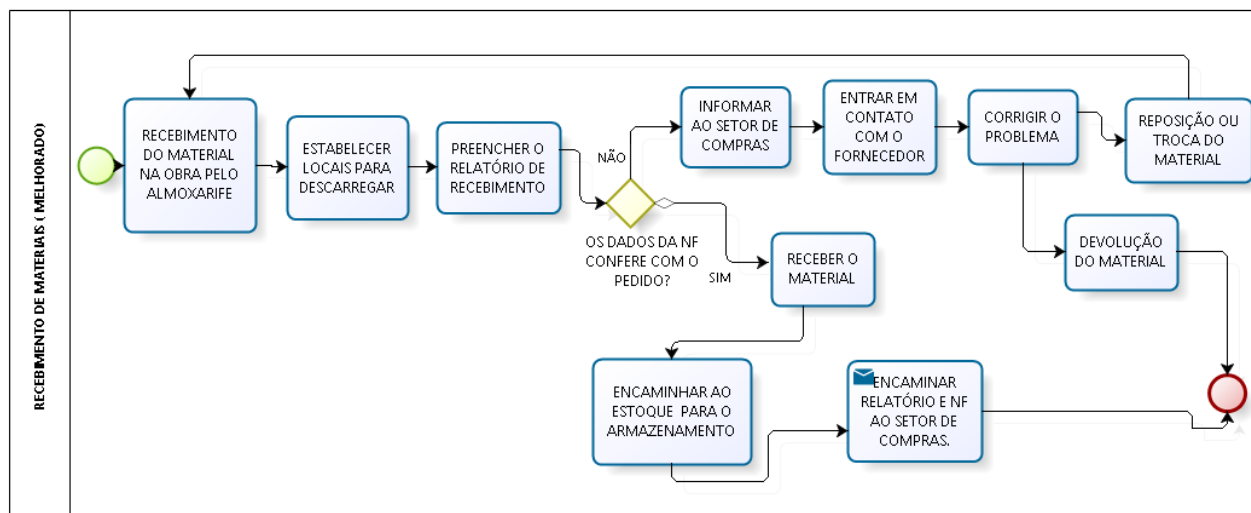 RECEBIMENTO DE MATERIAIS ( MELHORADO)
RECEBIMENTO
DO MATERIAL
NA OBRA PELO
ALMOXARIFE
ESTABELECER
LOCAIS PARA
DESCARREGAR
PREENCHER O
RELATÓRIO DE
RECEBIMENTO
OS DADOS DA NF
CONFERE COM O
PEDIDO?
NÃO
INFORMAR
AO SETOR DE
COMPRAS
ENTRAR EM
CONTATO
COM O
FORNECEDOR
CORRIGIR O
PROBLEMA
REPOSIÇÃO OU
TROCA DO
MATERIAL
DEVOLUÇÃO
DO MATERIAL
SIM
RECEBER O
MATERIAL
ENCAMINHAR AO
ESTOQUE PARA O
ARMAZENAMENTO
ENCAMINAR
RELATÓRIO E NF
AO SETOR DE
COMPRAS.